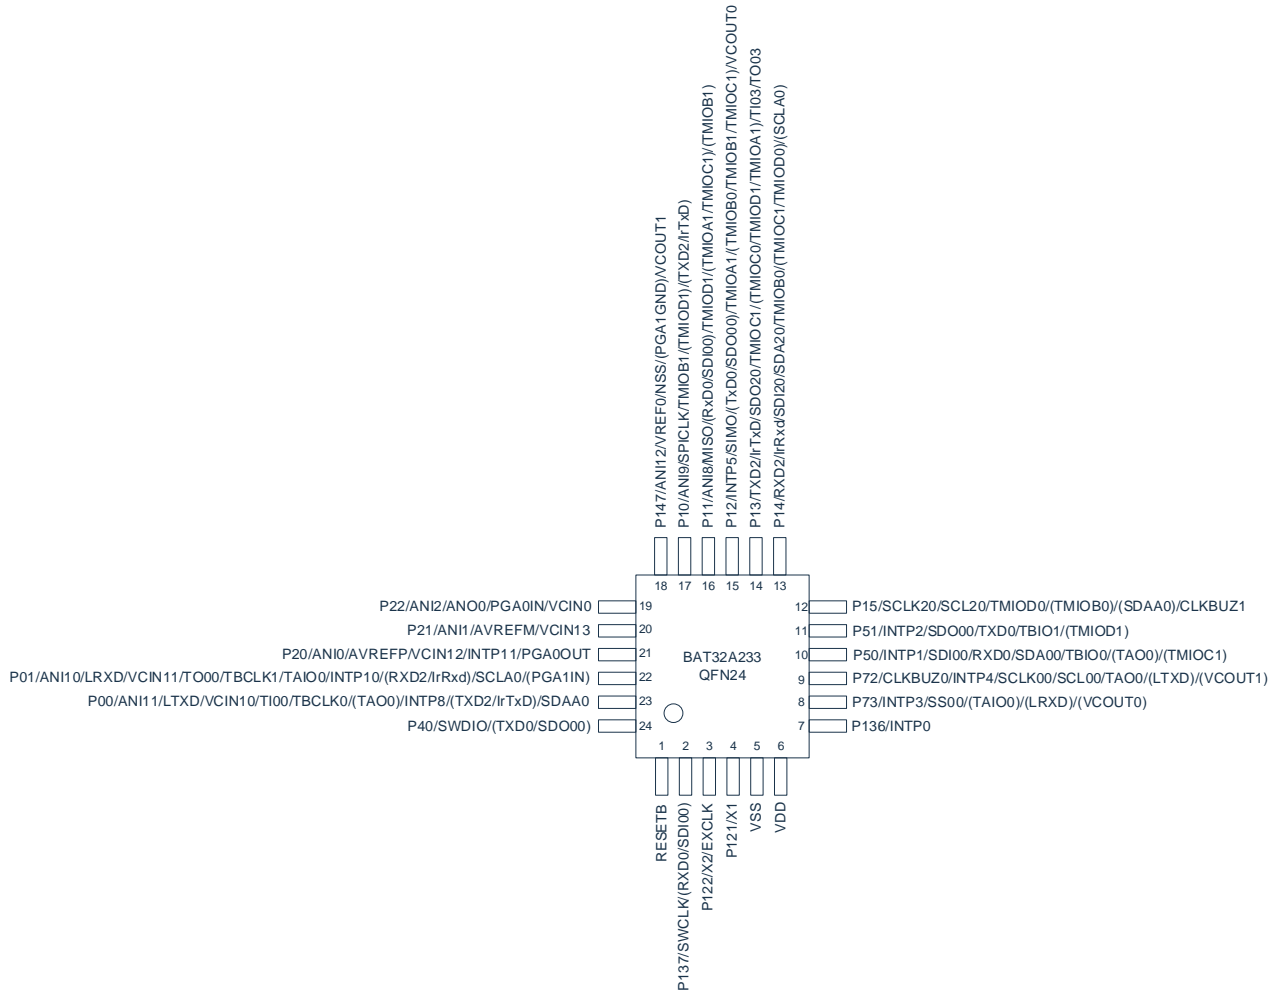 P147/ANI12/VREF0/NSS/(PGA1GND)/VCOUT1
P10/ANI9/SPICLK/TMIOB1/(TMIOD1)/(TXD2/IrTxD)
P11/ANI8/MISO/(RxD0/SDI00)/TMIOD1/(TMIOA1/TMIOC1)/(TMIOB1)
P12/INTP5/SIMO/(TxD0/SDO00)/TMIOA1/(TMIOB0/TMIOB1/TMIOC1)/VCOUT0
P13/TXD2/IrTxD/SDO20/TMIOC1/(TMIOC0/TMIOD1/TMIOA1)/TI03/TO03
P14/RXD2/IrRxd/SDI20/SDA20/TMIOB0/(TMIOC1/TMIOD0)/(SCLA0)
18 17 16 15 14 13
P22/ANI2/ANO0/PGA0IN/VCIN0 19
12 P15/SCLK20/SCL20/TMIOD0/(TMIOB0)/(SDAA0)/CLKBUZ1
P21/ANI1/AVREFM/VCIN13 20
11 P51/INTP2/SDO00/TXD0/TBIO1/(TMIOD1)
P20/ANI0/AVREFP/VCIN12/INTP11/PGA0OUT 21
10 P50/INTP1/SDI00/RXD0/SDA00/TBIO0/(TAO0)/(TMIOC1)
BAT32A233
QFN24
P01/ANI10/LRXD/VCIN11/TO00/TBCLK1/TAIO0/INTP10/(RXD2/IrRxd)/SCLA0/(PGA1IN) 22
9 P72/CLKBUZ0/INTP4/SCLK00/SCL00/TAO0/(LTXD)/(VCOUT1)
P00/ANI11/LTXD/VCIN10/TI00/TBCLK0/(TAO0)/INTP8/(TXD2/IrTxD)/SDAA0 23
8 P73/INTP3/SS00/(TAIO0)/(LRXD)/(VCOUT0)
P40/SWDIO/(TXD0/SDO00) 24
7 P136/INTP0
1 2 3 4 5 6
RESETB
P137/SWCLK/(RXD0/SDI00)
P122/X2/EXCLK
P121/X1
VSS
VDD